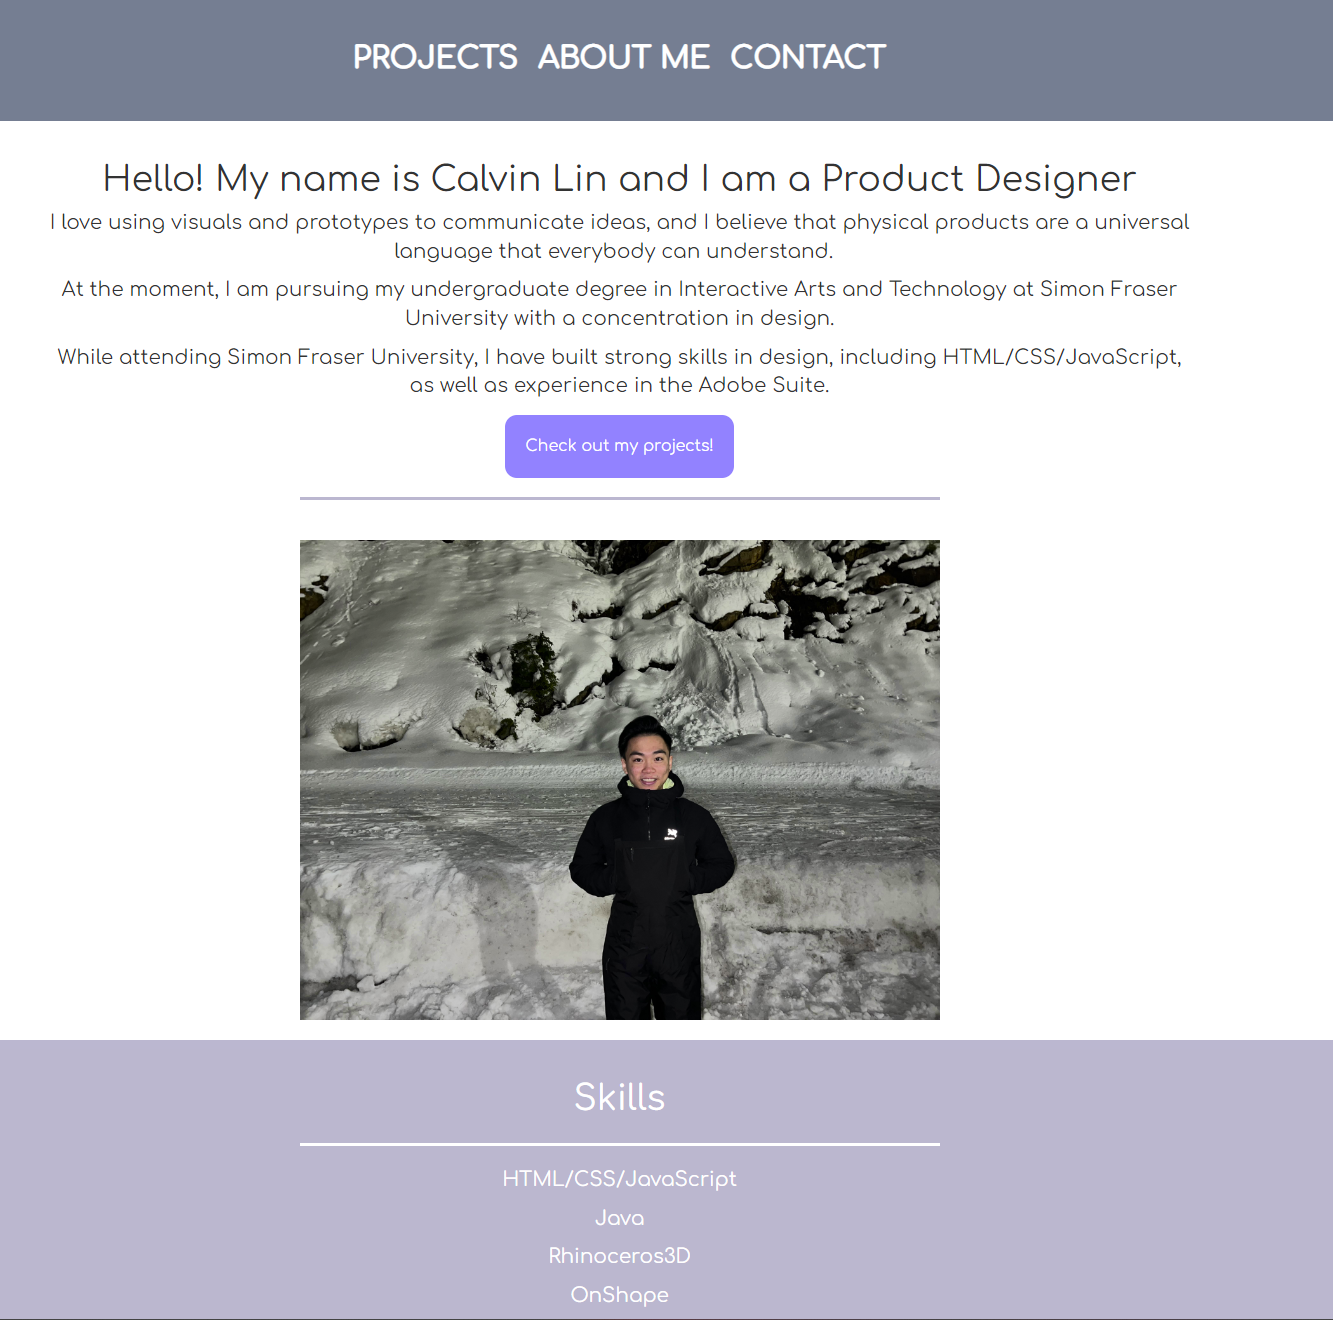 PROJECTS ABOUT ME CONTACT
Hello! My name is Calvin Lin and I am a Product Designer
I love using visuals and prototypes to communicate ideas, and I believe that physical products are a universal
language that everybody can understand.
At the moment, I am pursuing my undergraduate degree in Interactive Arts and Technology at Simon Fraser
University with a concentration in design.
While attending Simon Fraser University, I have built strong skills in design, including HTML/CSS/JavaScript,
as well as experience in the Adobe Suite.
Check out my projects!
Skills
HTML/CSS/JavaScript
Java
Rhinoceros3D
OnShape